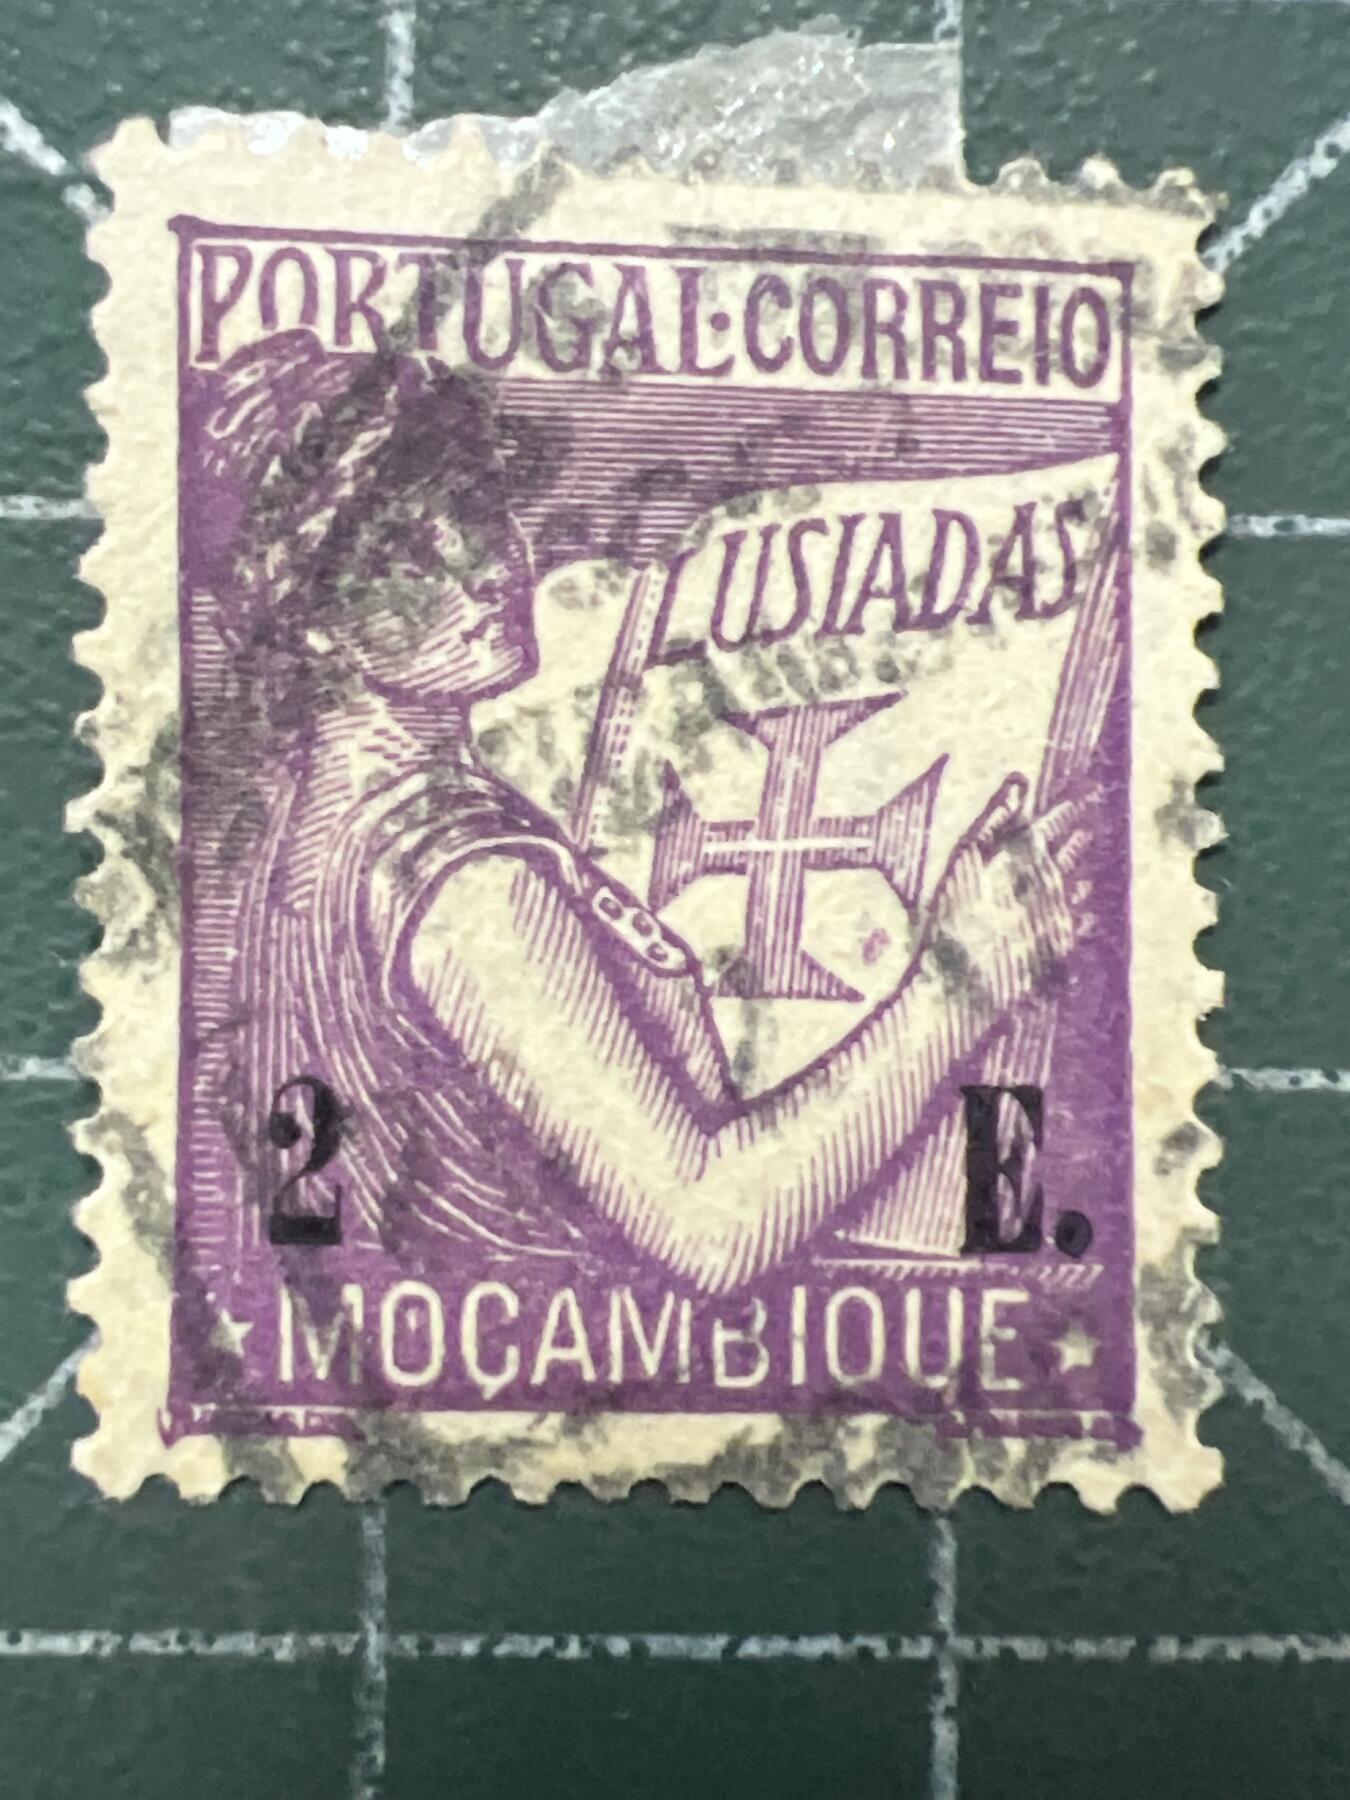 PORTUGAL·CORREIO
LUSIADAS
2 E.
MOÇAMBIQUE